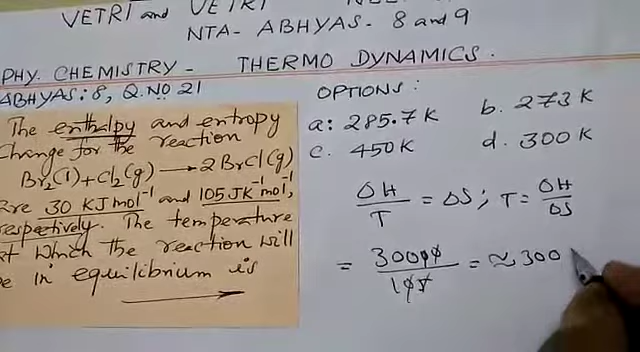 VETRI and VETRI
NTA- ABHYAS- 8 and 9
PHY. CHEMISTRY - THERMO DYNAMICS.
ABHYAS: 8, Q. NO 21
The enthalpy and entropy
Change for the reaction
Br₂(l) + Cl₂(g) → 2BrCl(g)
are 30 KJ mol⁻¹ and 105 JK⁻¹ mol⁻¹,
respectively. The temperature
at which the reaction will
be in equilibrium is
OPTIONS :
a: 285.7 K b. 273 K
c. 450 K d. 300 K
ΔH/T = ΔS ; T = ΔH/ΔS
= 30000/105 = ≈ 300